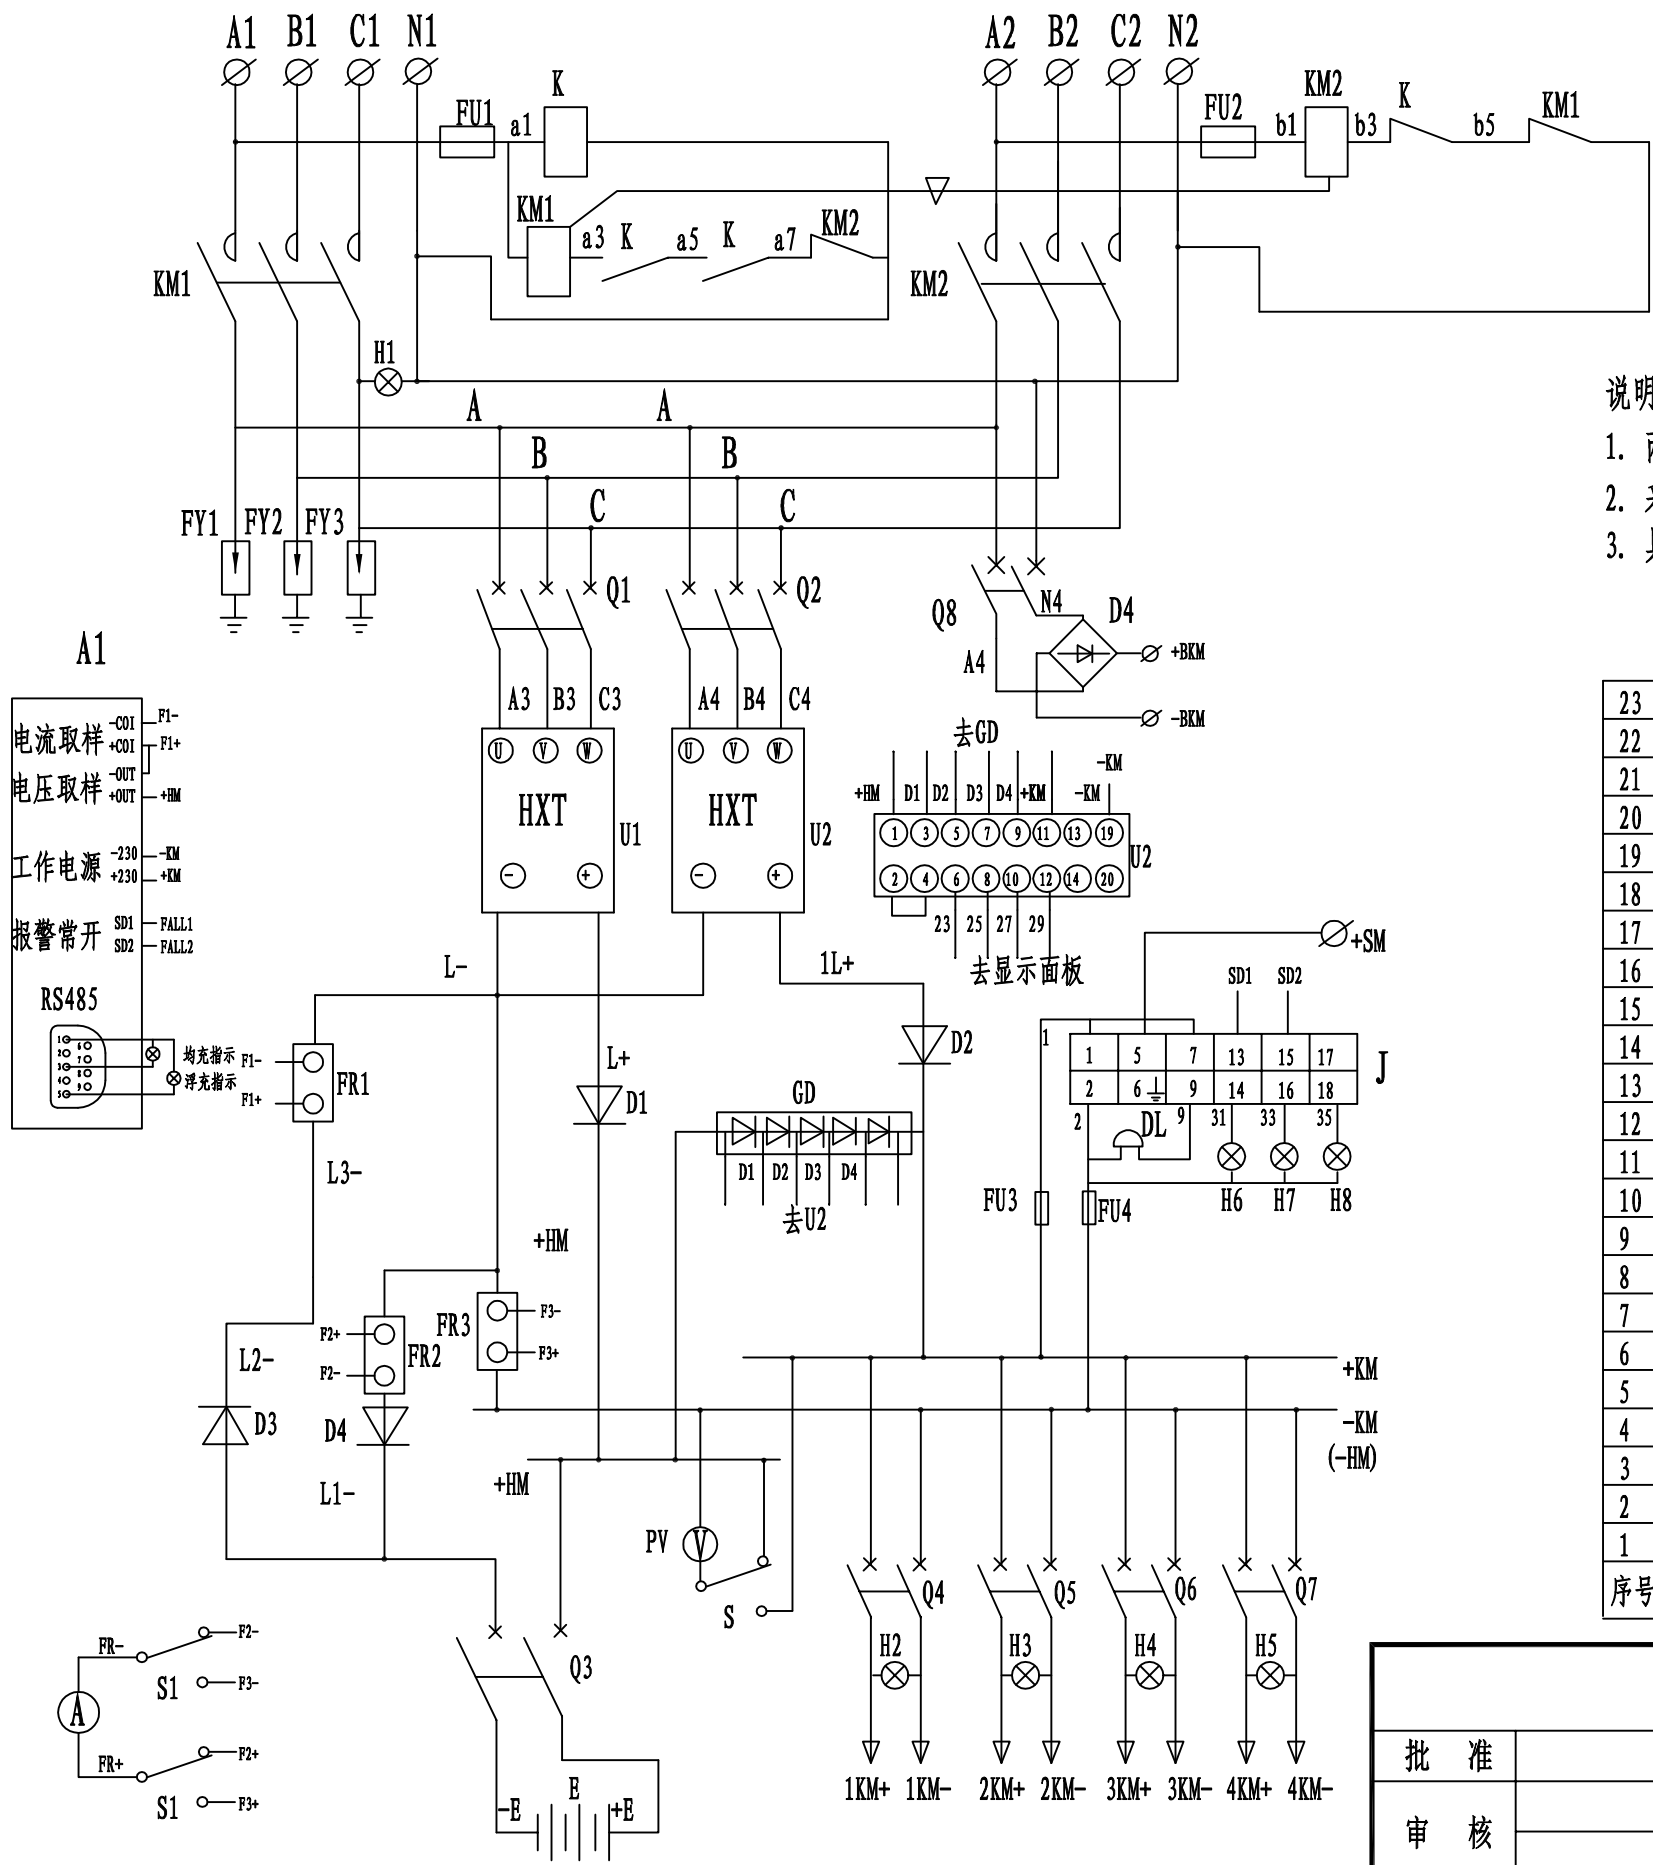 A1 B1 C1 N1 A2 B2 C2 N2
K KM2 K KM1
FU1 a1 FU2 b1 b3 b5
KM1 a3 K a5 K a7 KM2
KM1 KM2
H1
说明
A A
1.
B B
2.
C C
FY1 FY2 FY3
3.
Q1 Q2 Q8 N4 D4
A1
A4 +BKM
-BKM
A3 B3 C3 A4 B4 C4
电流取样 -COI F1-
+COI F1+
电压取样 -OUT
+OUT +HM
工作电源 -230 -KM
+230 +KM
报警常开 SD1 FALL1
SD2 FALL2
RS485
1 2 3 4 5 6 7 8 9
均充指示
浮充指示
U V W U V W
HXT HXT
U1 U2
- + - +
去GD
-KM
+HM D1 D2 D3 D4 +KM -KM
1 3 5 7 9 11 13 19
U2
2 4 6 8 10 12 14 20
23 25 27 29
去显示面板
L- 1L+
+SM
SD1 SD2
1
1 5 7 13 15 17
J
2 6 9 14 16 18
2 DL 9 31 33 35
H6 H7 H8
F1-
F1+
FR1
L+
D1
D2
GD
D1 D2 D3 D4
去U2
FU3 FU4
L3-
+HM
F2+
F2-
FR2
FR3
F3-
F3+
L2-
D3
D4
L1-
+KM
-KM
(-HM)
+HM
PV V
S
Q4 Q5 Q6 Q7
H2 H3 H4 H5
1KM+ 1KM- 2KM+ 2KM- 3KM+ 3KM- 4KM+ 4KM-
Q3
-E E +E
FR- F2-
S1 F3-
A
FR+ F2+
S1 F3+
23
22
21
20
19
18
17
16
15
14
13
12
11
10
9
8
7
6
5
4
3
2
1
序号
批 准
审 核